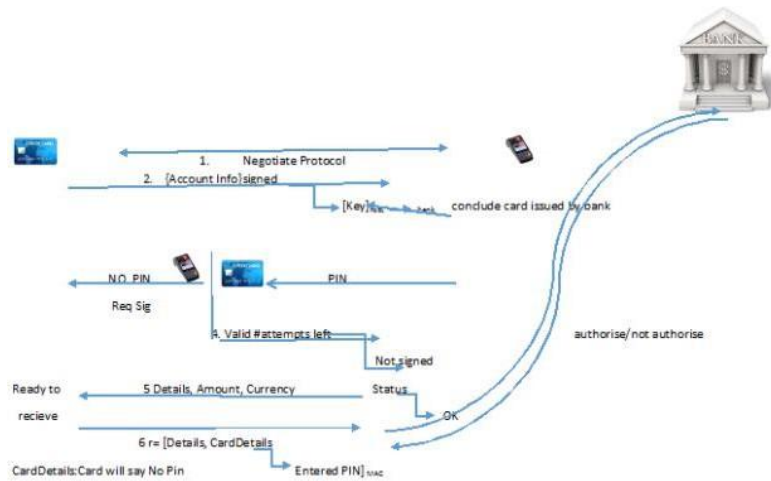 BANK
1. Negotiate Protocol
2. {Account Info}signed
[Key] conclude card issued by bank
NO PIN PIN
Req Sig
4. Valid #attempts left authorise/not authorise
Not signed
Ready to 5 Details, Amount, Currency Status
recieve OK
6 r= [Details, CardDetails
CardDetails:Card will say No Pin Entered PIN] MAC